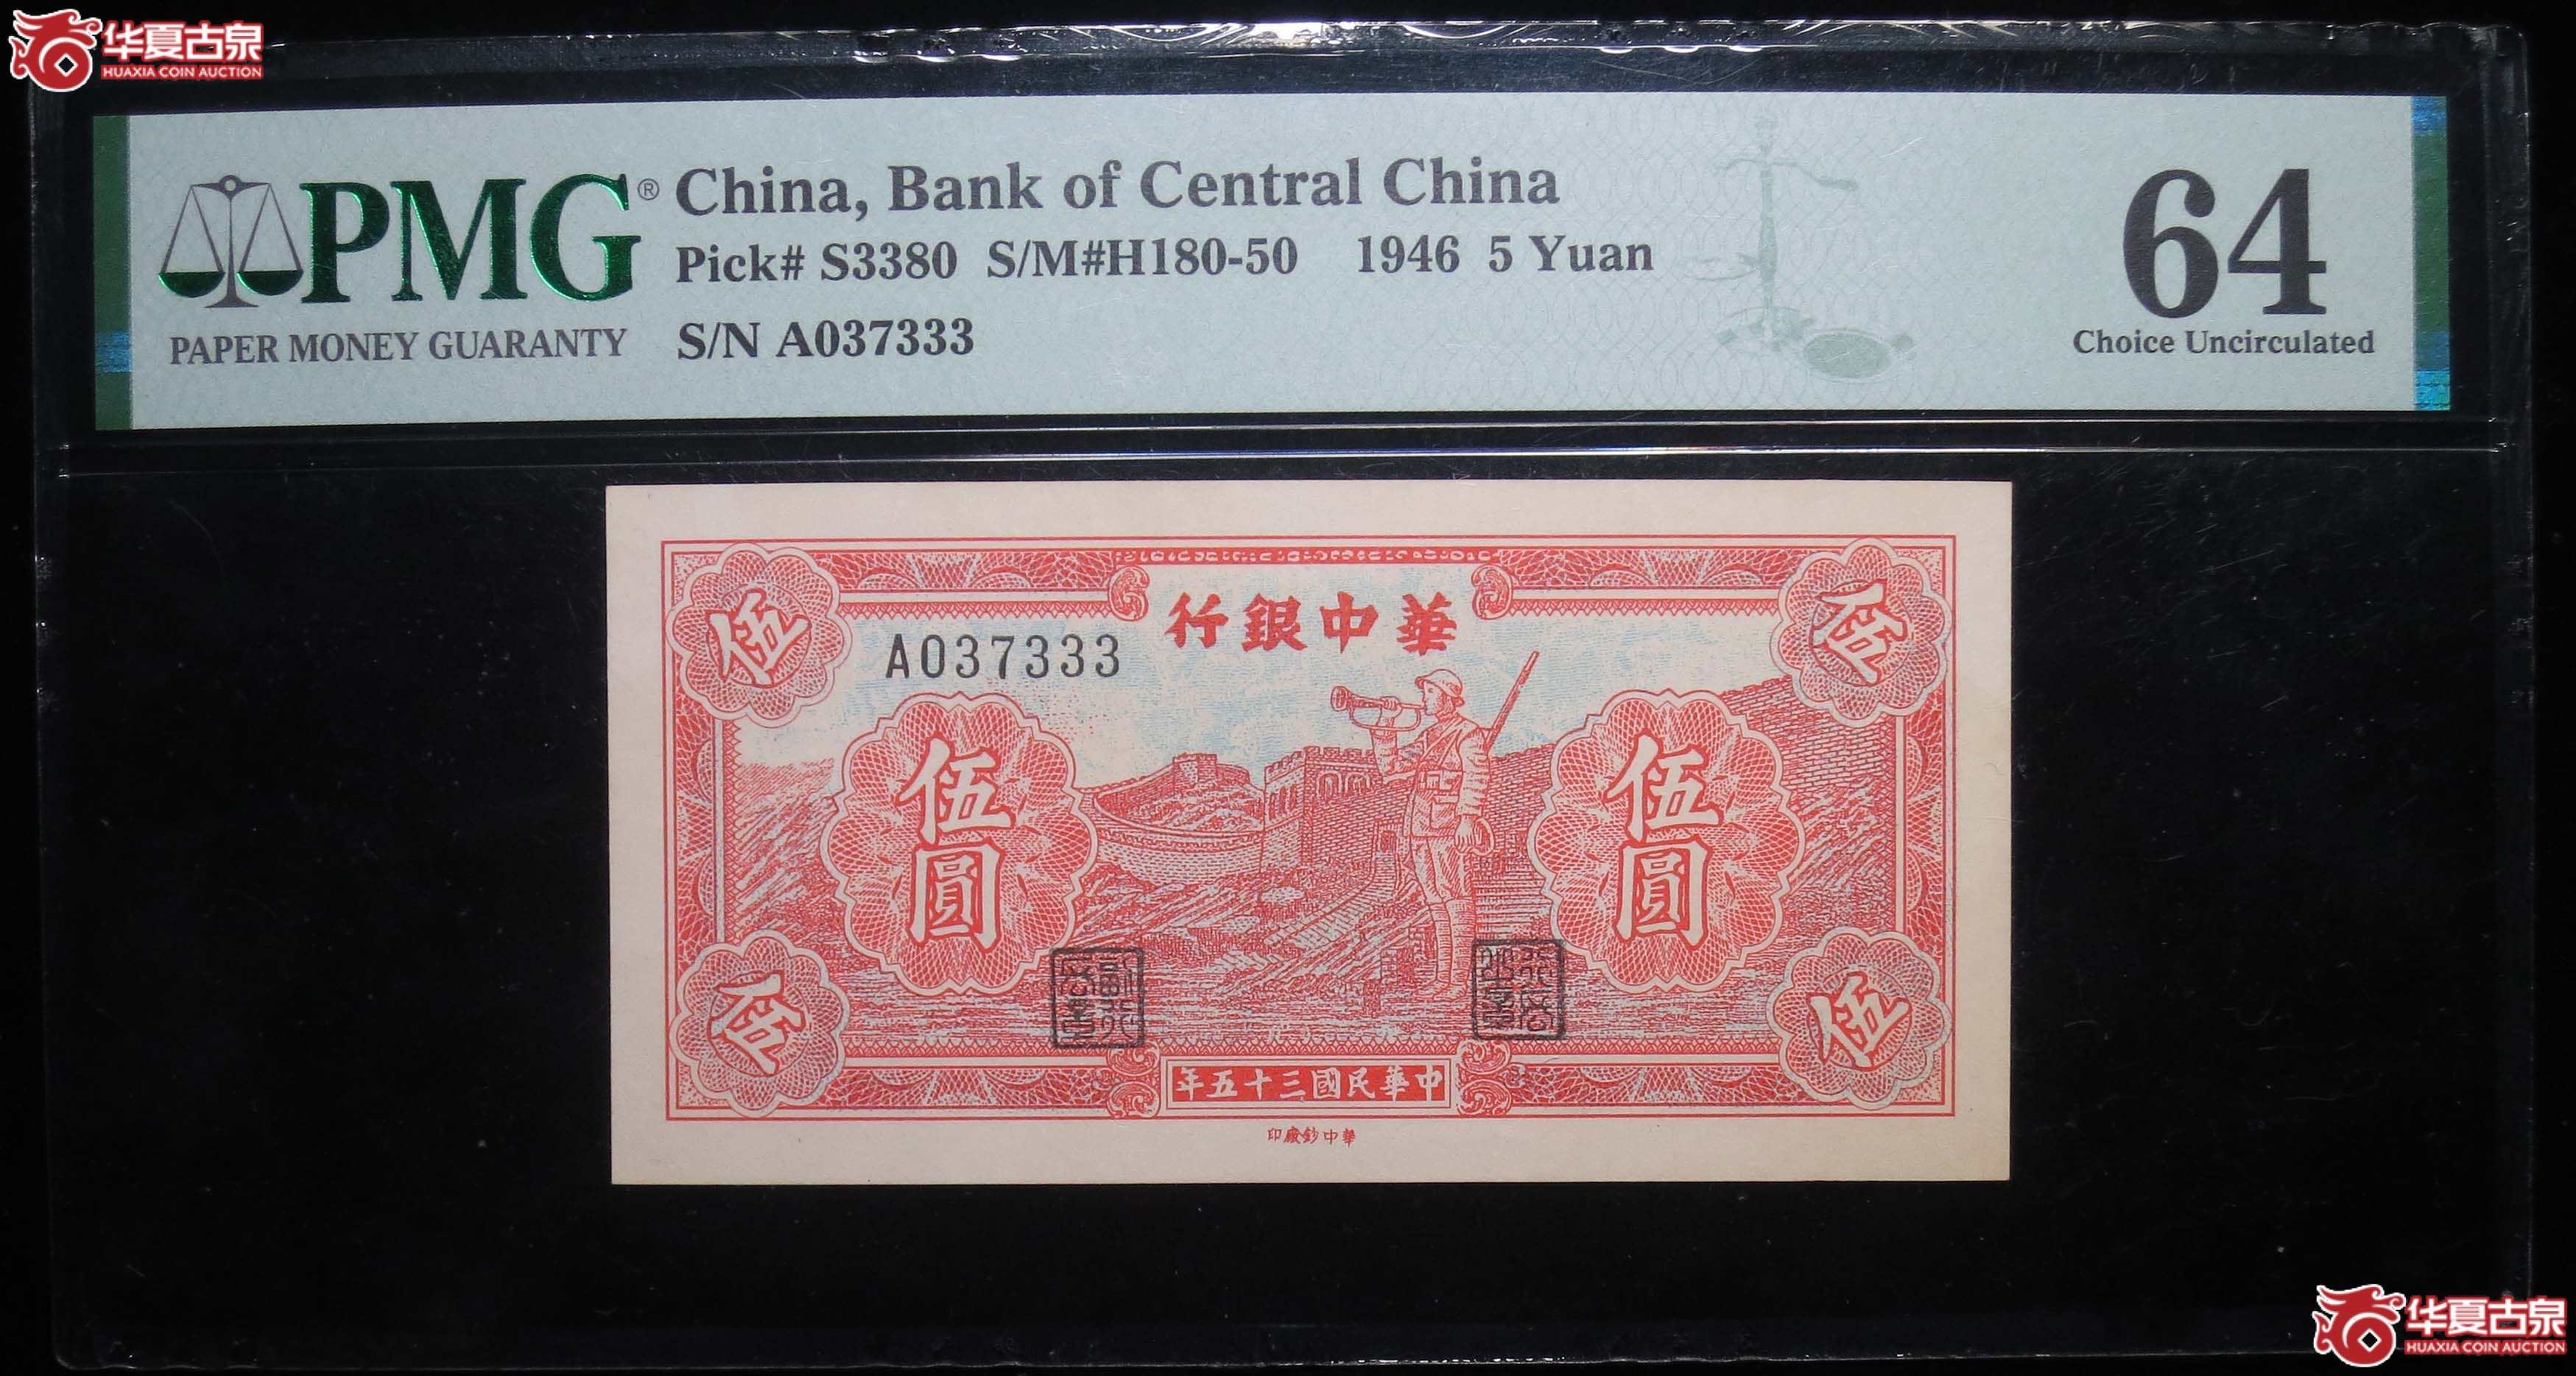 华夏古泉
HUAXIA COIN AUCTION
PMG®
PAPER MONEY GUARANTY
China, Bank of Central China
Pick# S3380 S/M#H180-50 1946 5 Yuan
S/N A037333
64
Choice Uncirculated
行銀中華
A037333
伍
伍
伍圓
伍圓
伍
伍
年五十三國民華中
印廠鈔中華
华夏古泉
HUAXIA COIN AUCTION